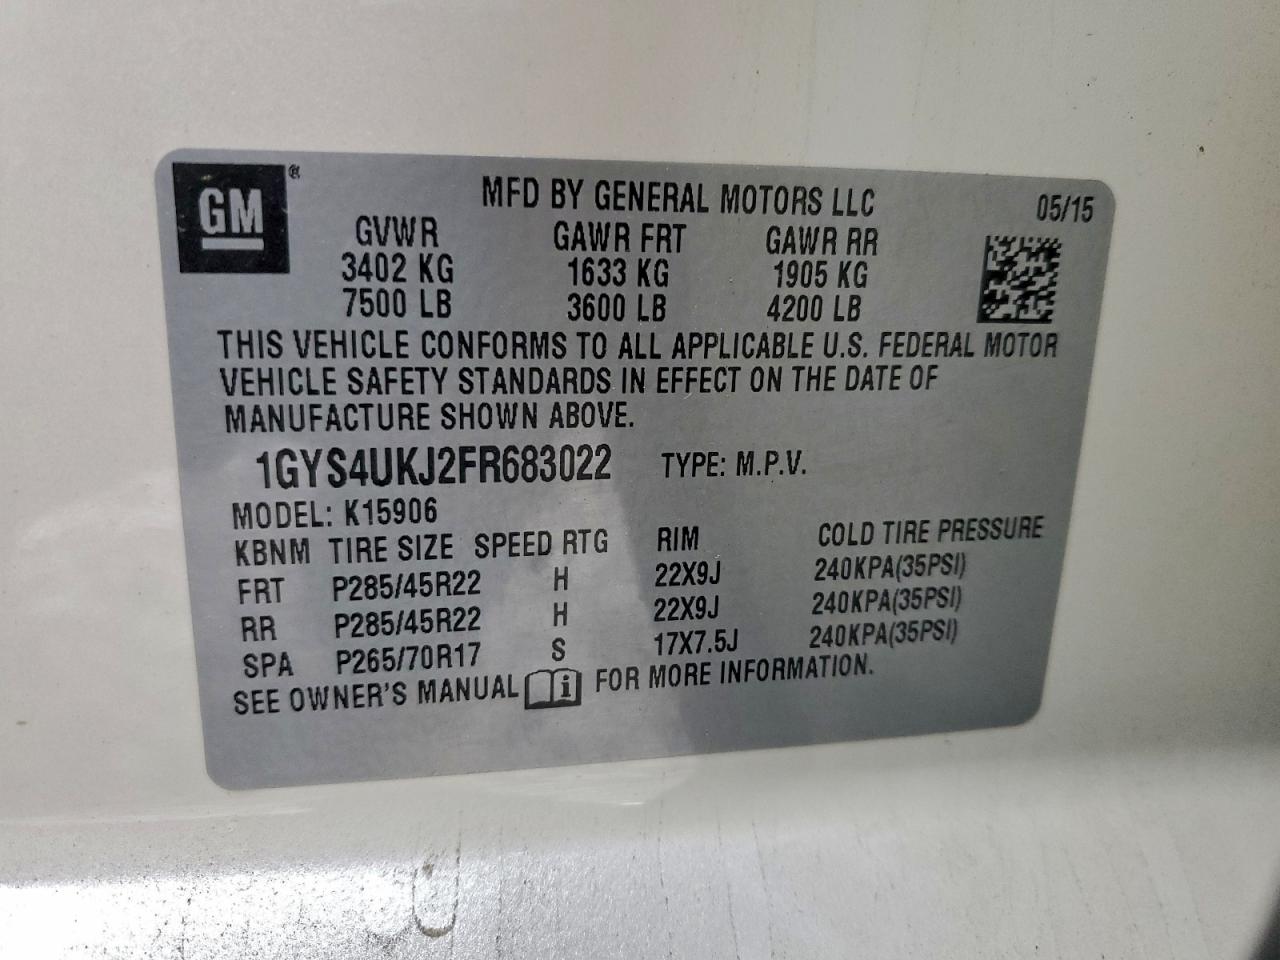 GM®
MFD BY GENERAL MOTORS LLC 05/15
GVWR GAWR FRT GAWR RR
3402 KG 1633 KG 1905 KG
7500 LB 3600 LB 4200 LB
THIS VEHICLE CONFORMS TO ALL APPLICABLE U.S. FEDERAL MOTOR
VEHICLE SAFETY STANDARDS IN EFFECT ON THE DATE OF
MANUFACTURE SHOWN ABOVE.
1GYS4UKJ2FR683022 TYPE: M.P.V.
MODEL: K15906
KBNM TIRE SIZE SPEED RTG RIM COLD TIRE PRESSURE
FRT P285/45R22 H 22X9J 240KPA(35PSI)
RR P285/45R22 H 22X9J 240KPA(35PSI)
SPA P265/70R17 S 17X7.5J 240KPA(35PSI)
SEE OWNER'S MANUAL i FOR MORE INFORMATION.